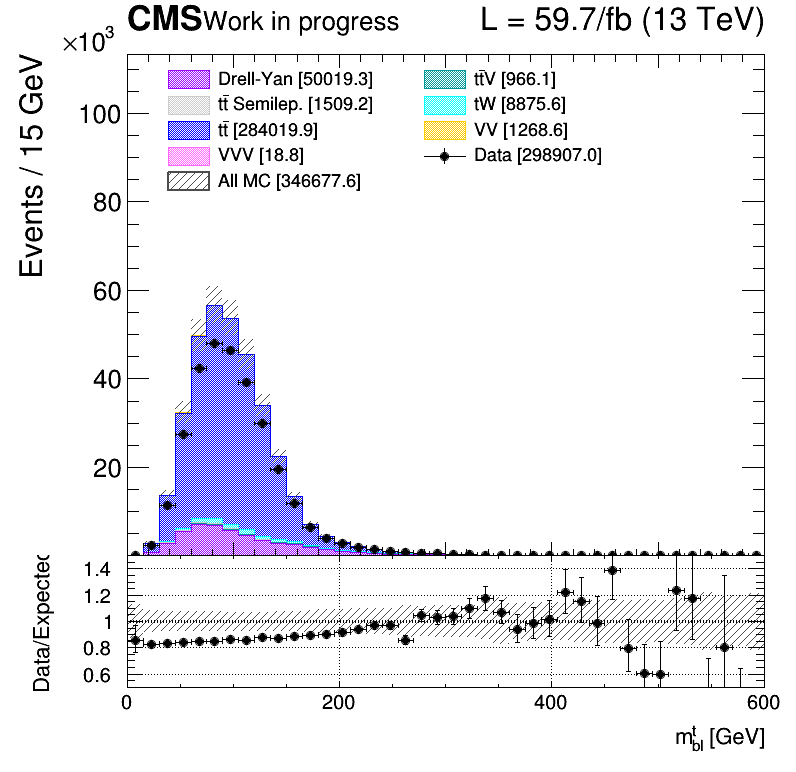 CMS Work in progress L = 59.7/fb (13 TeV)
×10³
Events / 15 GeV
Drell-Yan [50019.3]
tt̄ Semilep. [1509.2]
tt̄ [284019.9]
VVV [18.8]
All MC [346677.6]
tt̄V [966.1]
tW [8875.6]
VV [1268.6]
Data [298907.0]
100
80
60
40
20
Data/Expected
1.4
1.2
1
0.8
0.6
0 200 400 600
m^t_bl [GeV]